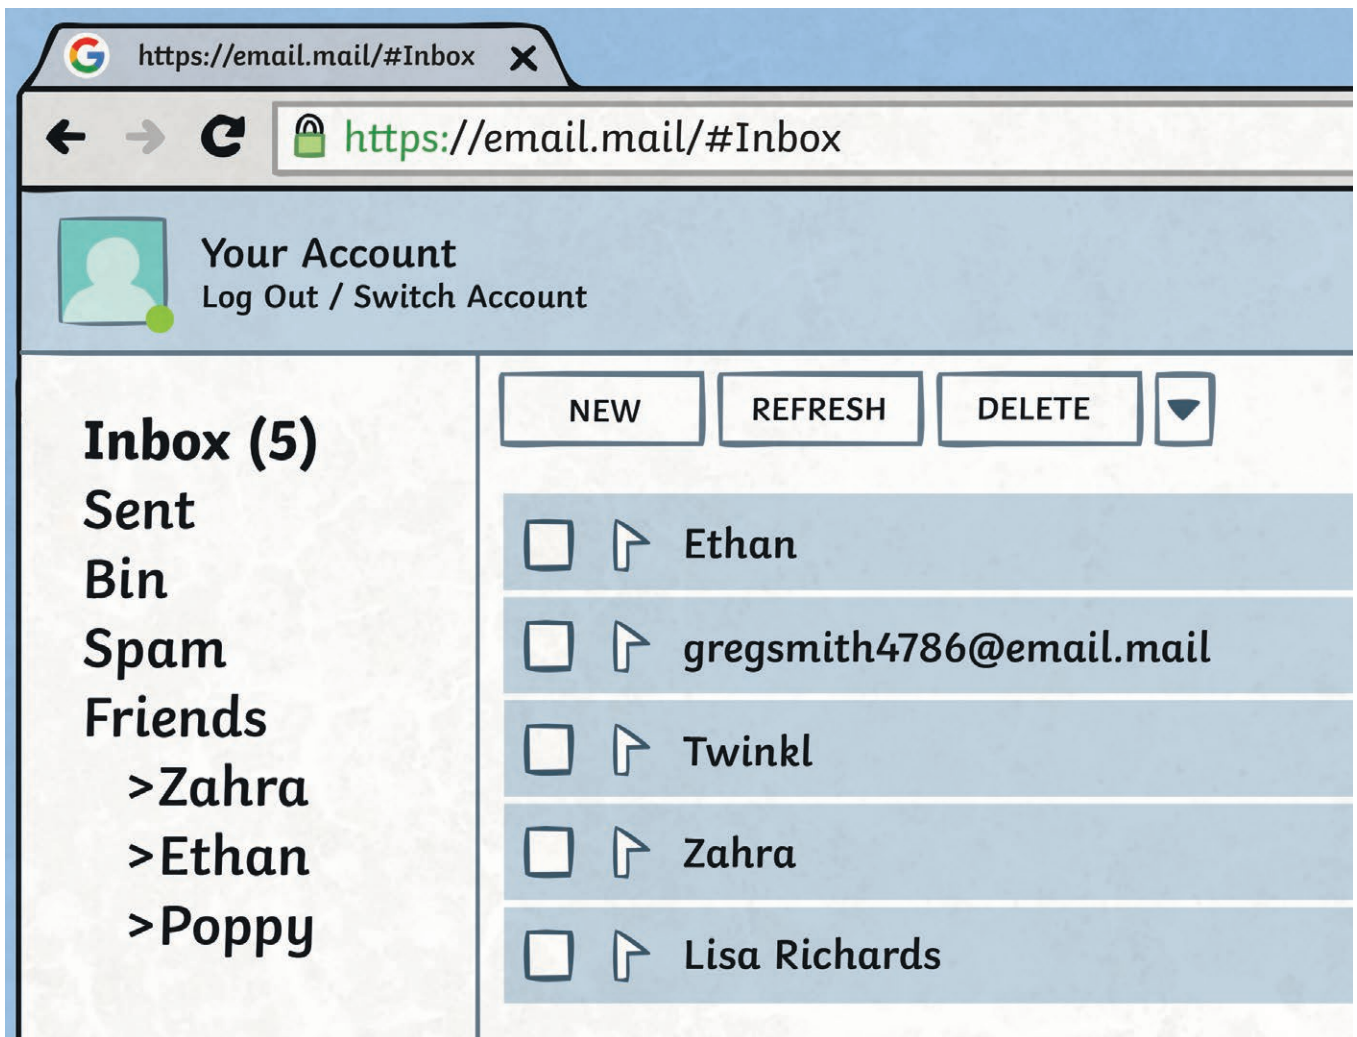 https://email.mail/#Inbox
https://email.mail/#Inbox
Your Account
Log Out / Switch Account
Inbox (5)
Sent
Bin
Spam
Friends
>Zahra
>Ethan
>Poppy
NEW REFRESH DELETE
Ethan
gregsmith4786@email.mail
Twinkl
Zahra
Lisa Richards